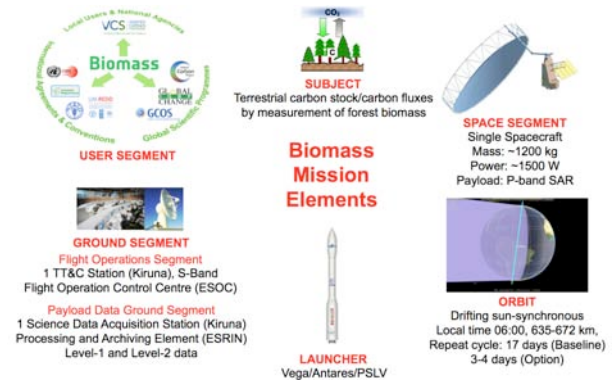 Local Users & National Agencies
VCS
Biomass
International Agreements & Conventions
UN-REDD
GCOS
GLOBAL
CHANGE
Global Scientific Programmes
USER SEGMENT
CO₂
C
SUBJECT
Terrestrial carbon stock/carbon fluxes
by measurement of forest biomass
SPACE SEGMENT
Single Spacecraft
Mass: ~1200 kg
Power: ~1500 W
Payload: P-band SAR
Biomass
Mission
Elements
GROUND SEGMENT
Flight Operations Segment
1 TT&C Station (Kiruna), S-Band
Flight Operation Control Centre (ESOC)
Payload Data Ground Segment
1 Science Data Acquisition Station (Kiruna)
Processing and Archiving Element (ESRIN)
Level-1 and Level-2 data
LAUNCHER
Vega/Antares/PSLV
ORBIT
Drifting sun-synchronous
Local time 06:00, 635-672 km,
Repeat cycle: 17 days (Baseline)
3-4 days (Option)